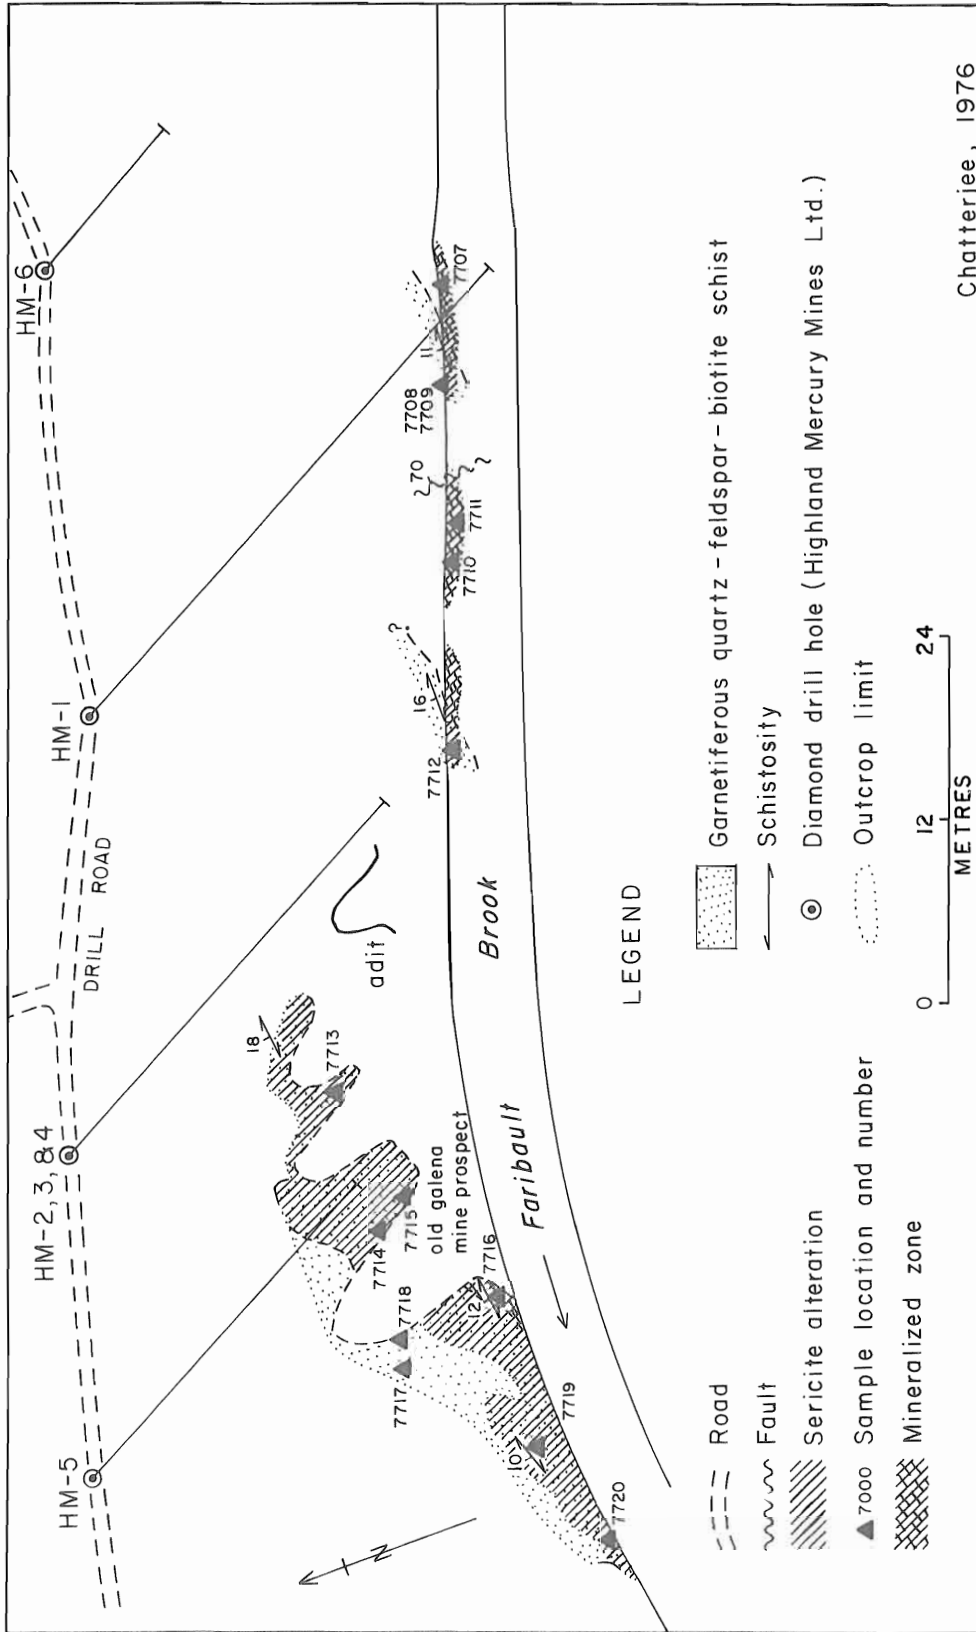 HM-5
HM-2, 3, & 4
HM-1
HM-6
DRILL ROAD
N
18
7713
adit
7714
7715
old galena
mine prospect
7718
7717
12
7716
10
7719
7720
7712
16
?
7710
7711
70
7708
7709
11
7707
Faribault
Brook
LEGEND
Road
Fault
Sericite alteration
7000 Sample location and number
Mineralized zone
Garnetiferous quartz - feldspar - biotite schist
Schistosity
Diamond drill hole (Highland Mercury Mines Ltd.)
Outcrop limit
0 12 24
METRES
Chatterjee, 1976